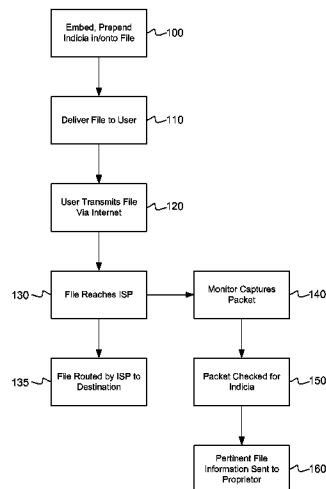 Embed, Prepend
Indicia in/onto File
100
Deliver File to User
110
User Transmits File
Via Internet
120
130
File Reaches ISP
Monitor Captures
Packet
140
135
File Routed by ISP to
Destination
Packet Checked for
Indicia
150
Pertinent File
Information Sent to
Proprietor
160